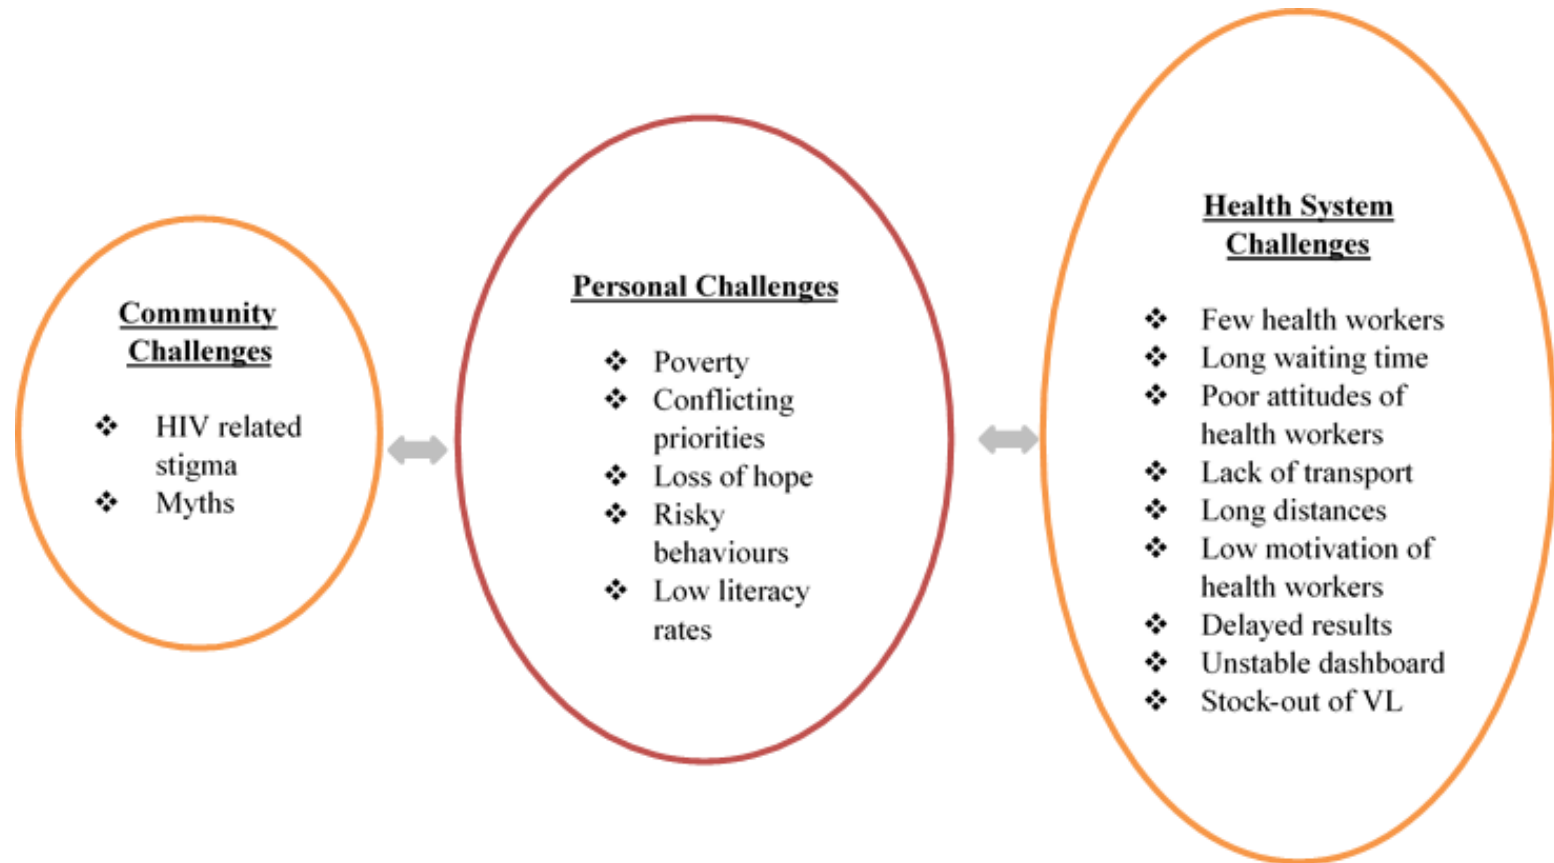 Community
Challenges
❖ HIV related
stigma
❖ Myths
Personal Challenges
❖ Poverty
❖ Conflicting
priorities
❖ Loss of hope
❖ Risky
behaviours
❖ Low literacy
rates
Health System
Challenges
❖ Few health workers
❖ Long waiting time
❖ Poor attitudes of
health workers
❖ Lack of transport
❖ Long distances
❖ Low motivation of
health workers
❖ Delayed results
❖ Unstable dashboard
❖ Stock-out of VL